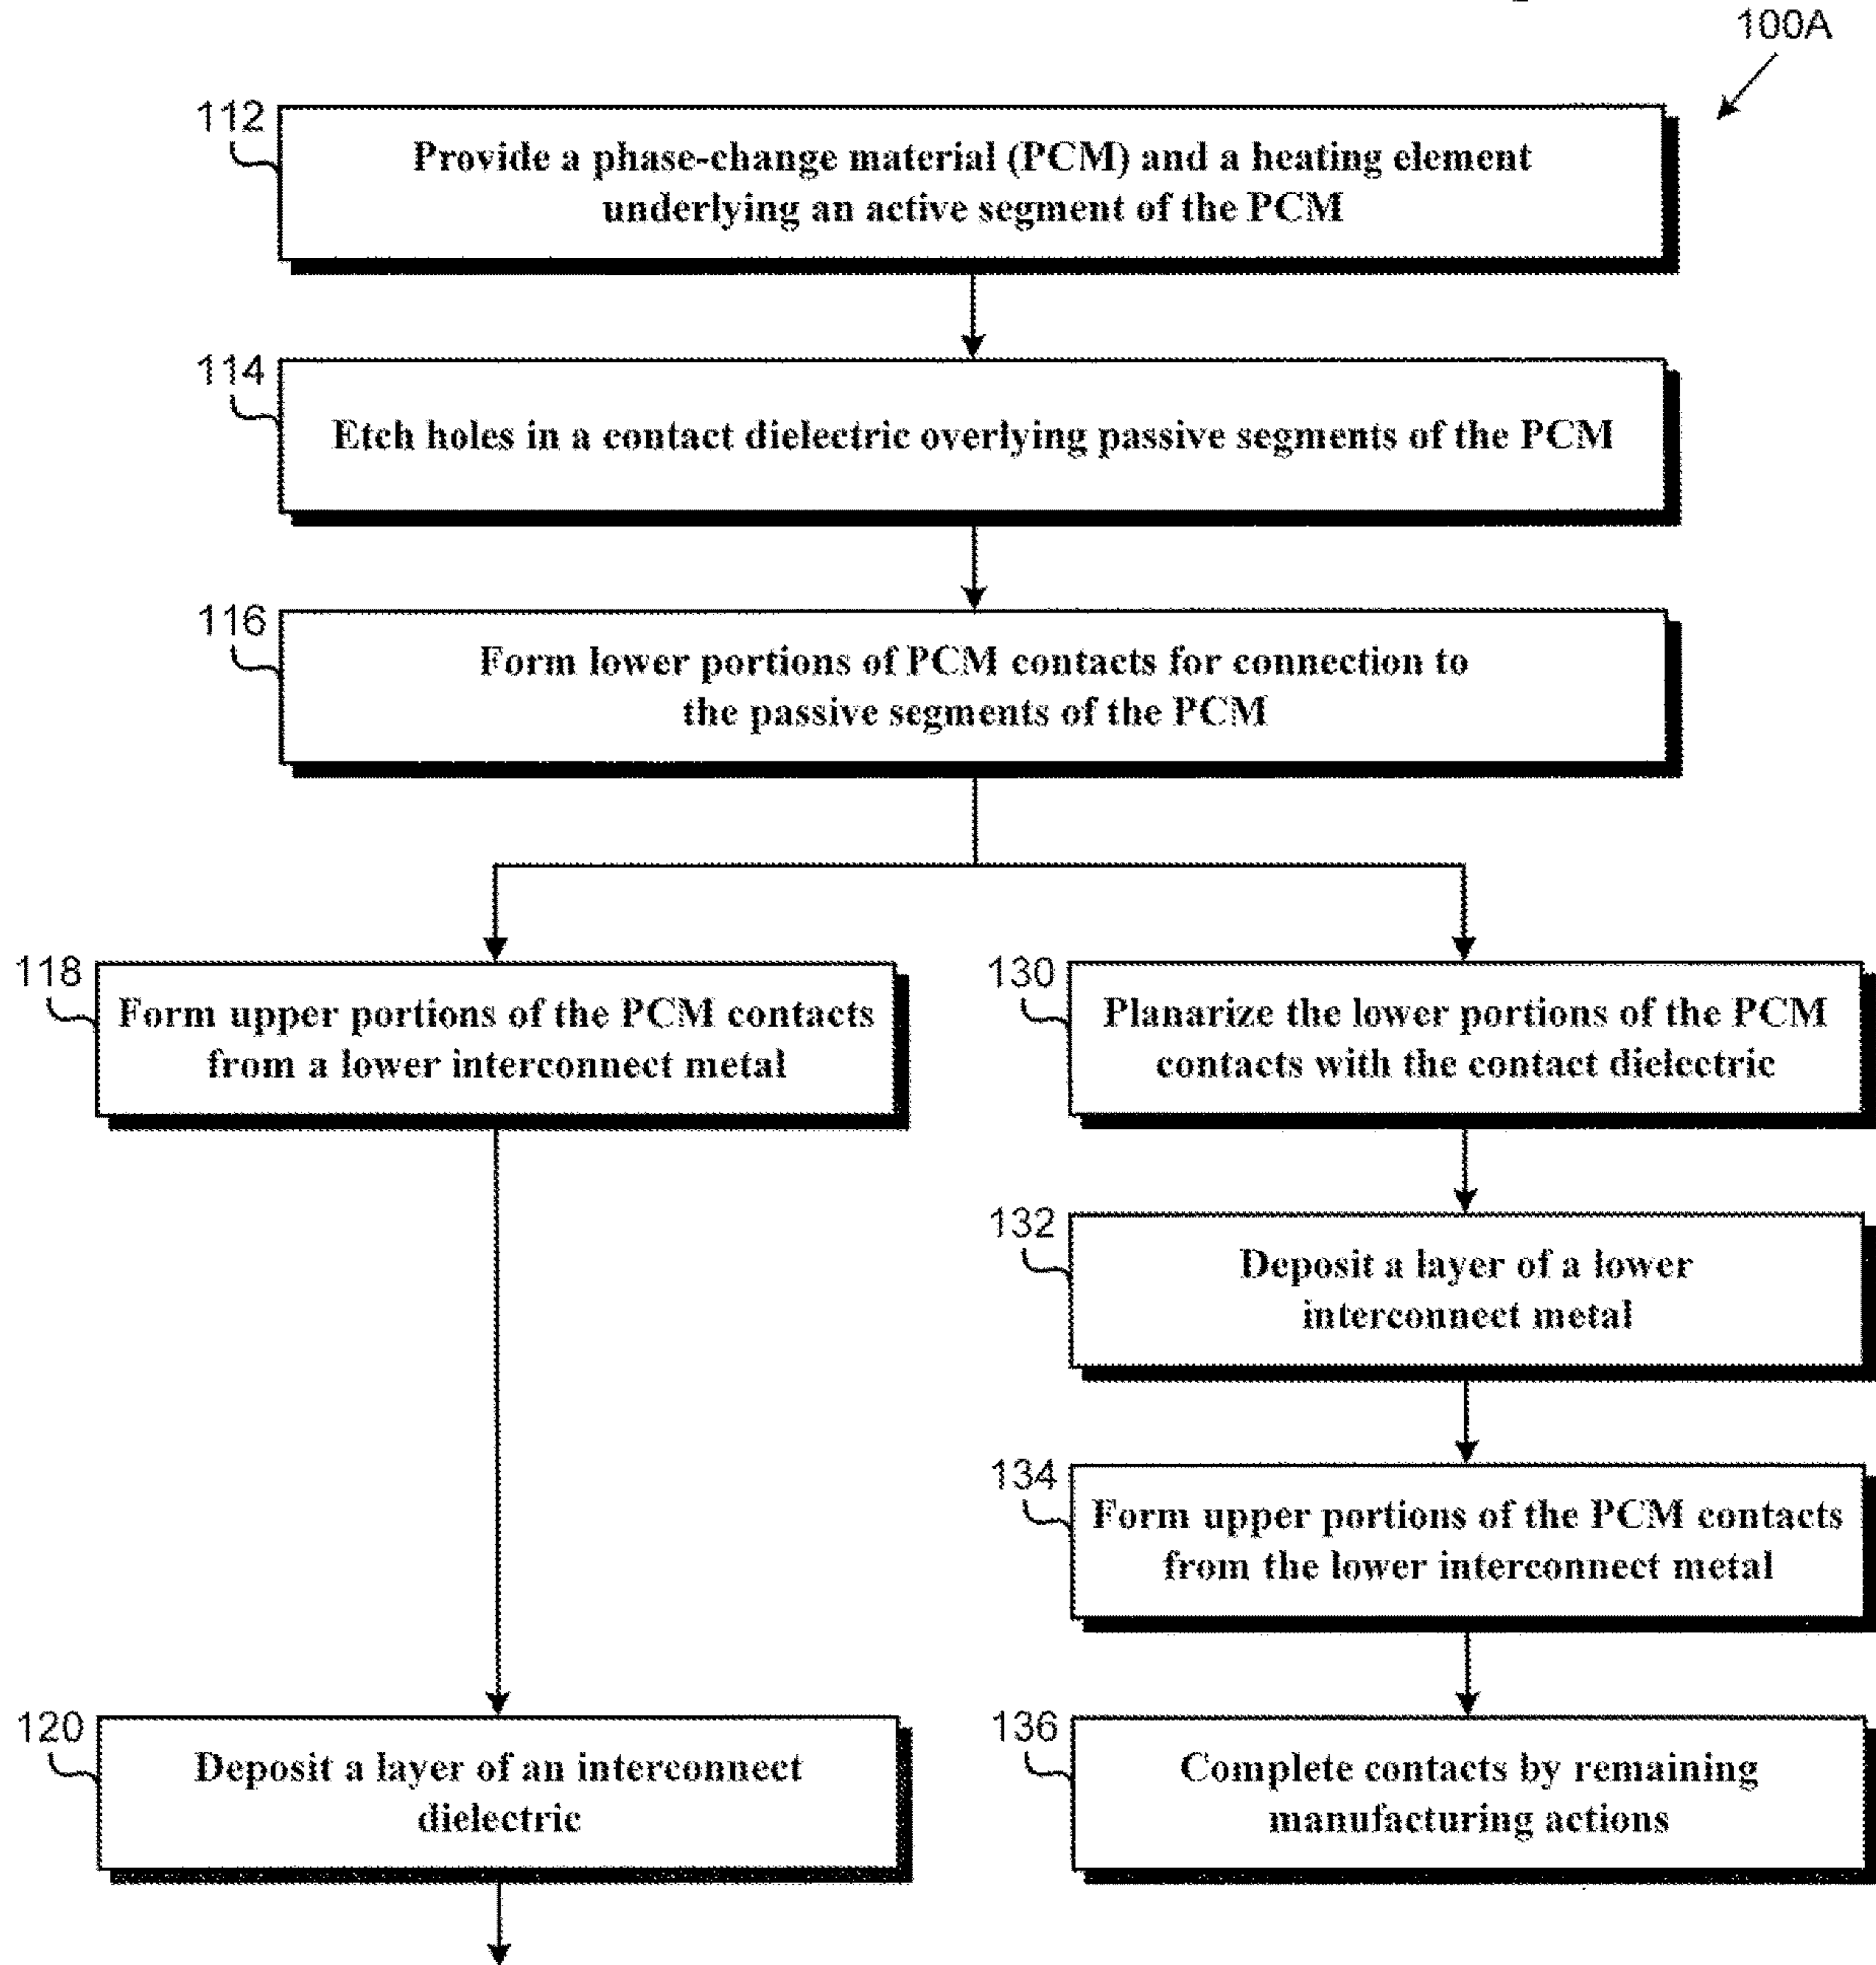 100A
112
Provide a phase-change material (PCM) and a heating element
underlying an active segment of the PCM
114
Etch holes in a contact dielectric overlying passive segments of the PCM
116
Form lower portions of PCM contacts for connection to
the passive segments of the PCM
118
Form upper portions of the PCM contacts
from a lower interconnect metal
130
Planarize the lower portions of the PCM
contacts with the contact dielectric
132
Deposit a layer of a lower
interconnect metal
134
Form upper portions of the PCM contacts
from the lower interconnect metal
120
Deposit a layer of an interconnect
dielectric
136
Complete contacts by remaining
manufacturing actions